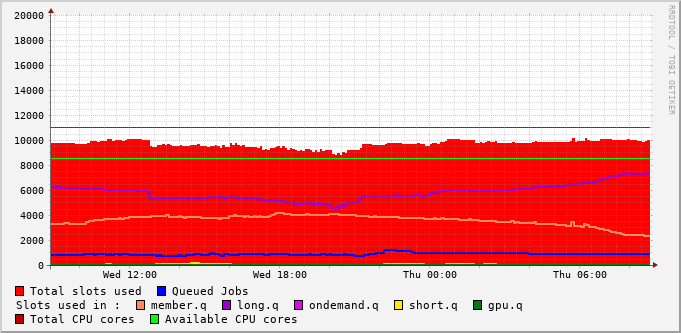 20000
18000
16000
14000
12000
10000
8000
6000
4000
2000
0
Wed 12:00 Wed 18:00 Thu 00:00 Thu 06:00
RRDTOOL / TOBI OETIKER
Total slots used Queued Jobs
Slots used in : member.q long.q ondemand.q short.q gpu.q
Total CPU cores Available CPU cores